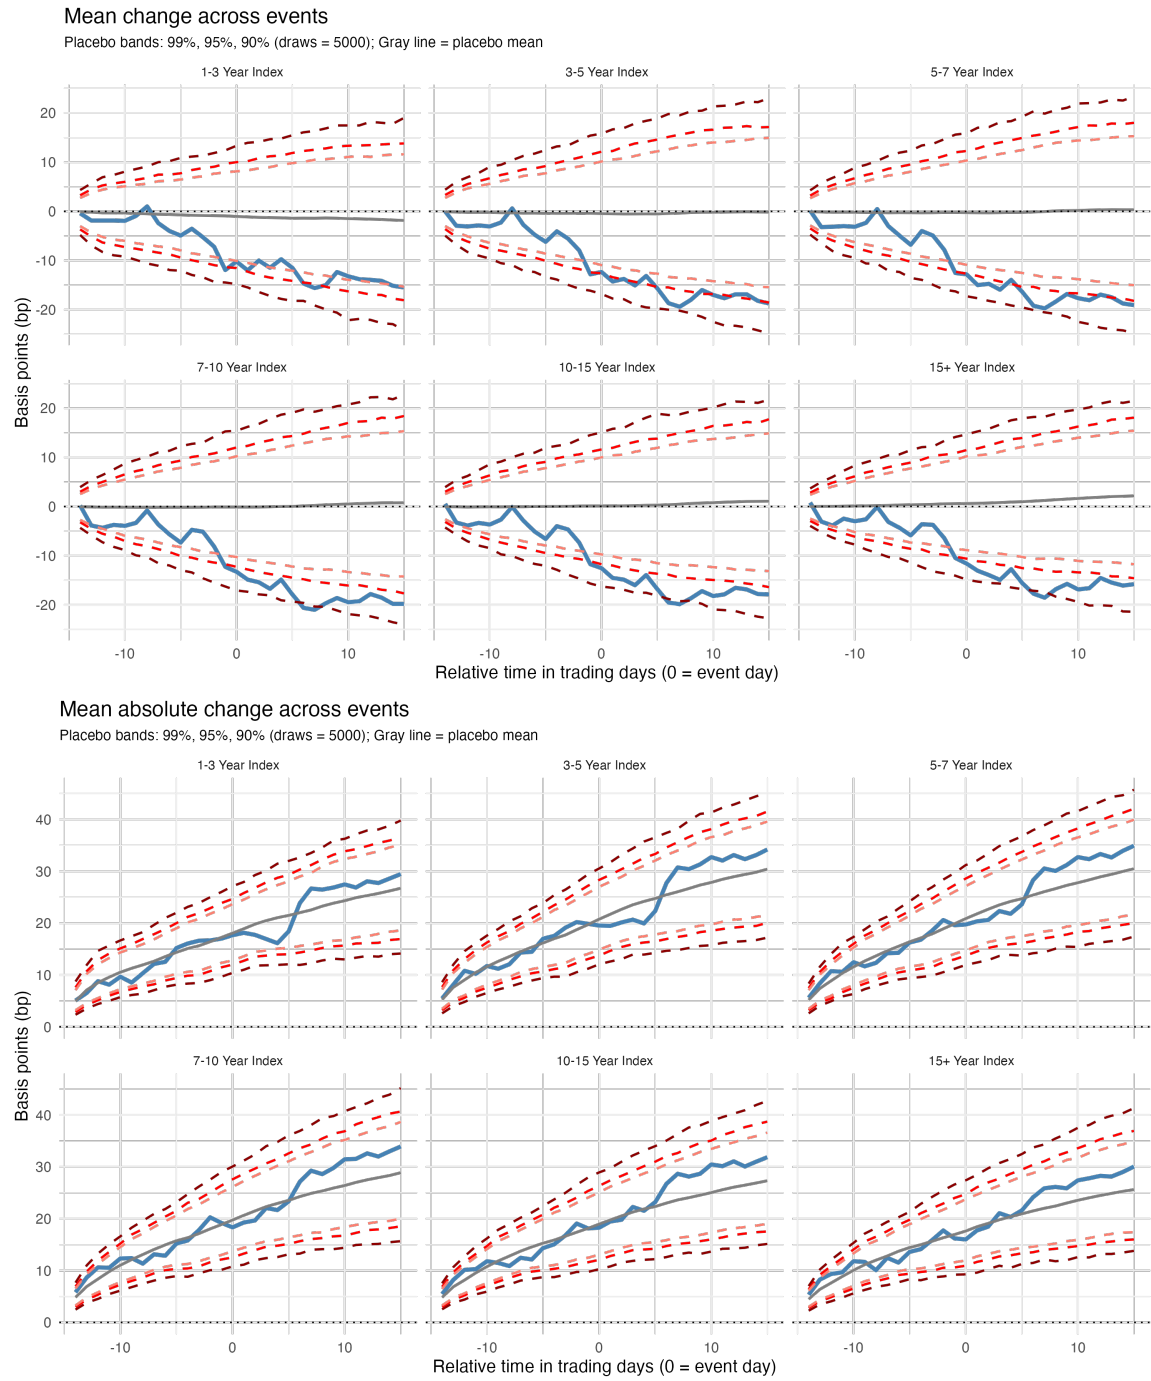 Mean change across events
Placebo bands: 99%, 95%, 90% (draws = 5000); Gray line = placebo mean
1-3 Year Index
3-5 Year Index
5-7 Year Index
20
10
0
-10
-20
Basis points (bp)
7-10 Year Index
10-15 Year Index
15+ Year Index
20
10
0
-10
-20
-10 0 10
-10 0 10
-10 0 10
Relative time in trading days (0 = event day)
Mean absolute change across events
Placebo bands: 99%, 95%, 90% (draws = 5000); Gray line = placebo mean
1-3 Year Index
3-5 Year Index
5-7 Year Index
40
30
20
10
0
Basis points (bp)
7-10 Year Index
10-15 Year Index
15+ Year Index
40
30
20
10
0
-10 0 10
-10 0 10
-10 0 10
Relative time in trading days (0 = event day)